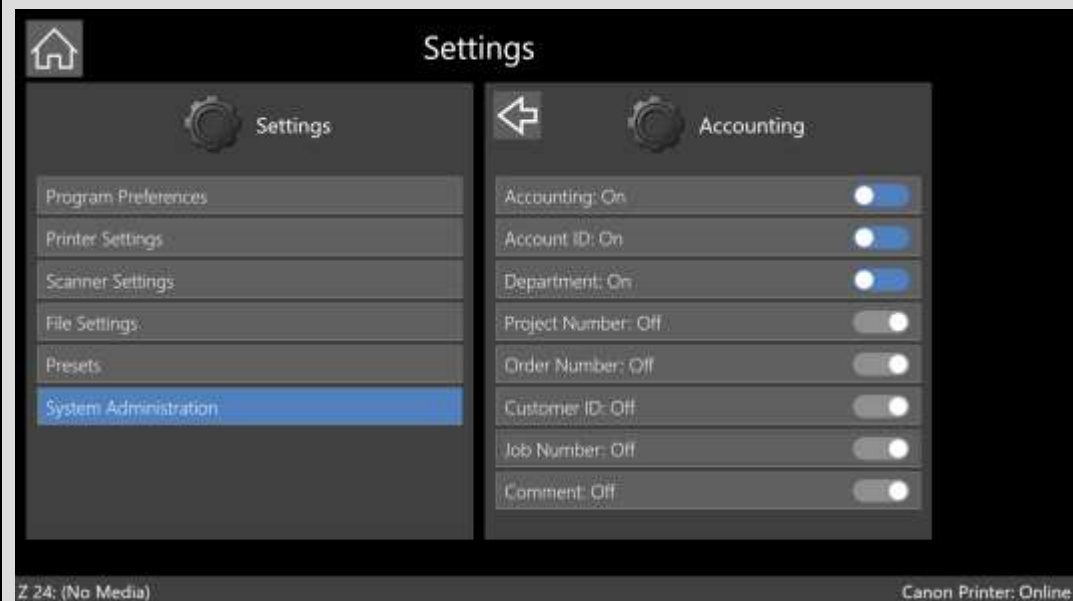 Settings
Settings
Program Preferences
Printer Settings
Scanner Settings
File Settings
Presets
System Administration
Accounting
Accounting: On
Account ID: On
Department: On
Project Number: Off
Order Number: Off
Customer ID: Off
Job Number: Off
Comment: Off
Z 24: (No Media)
Canon Printer: Online